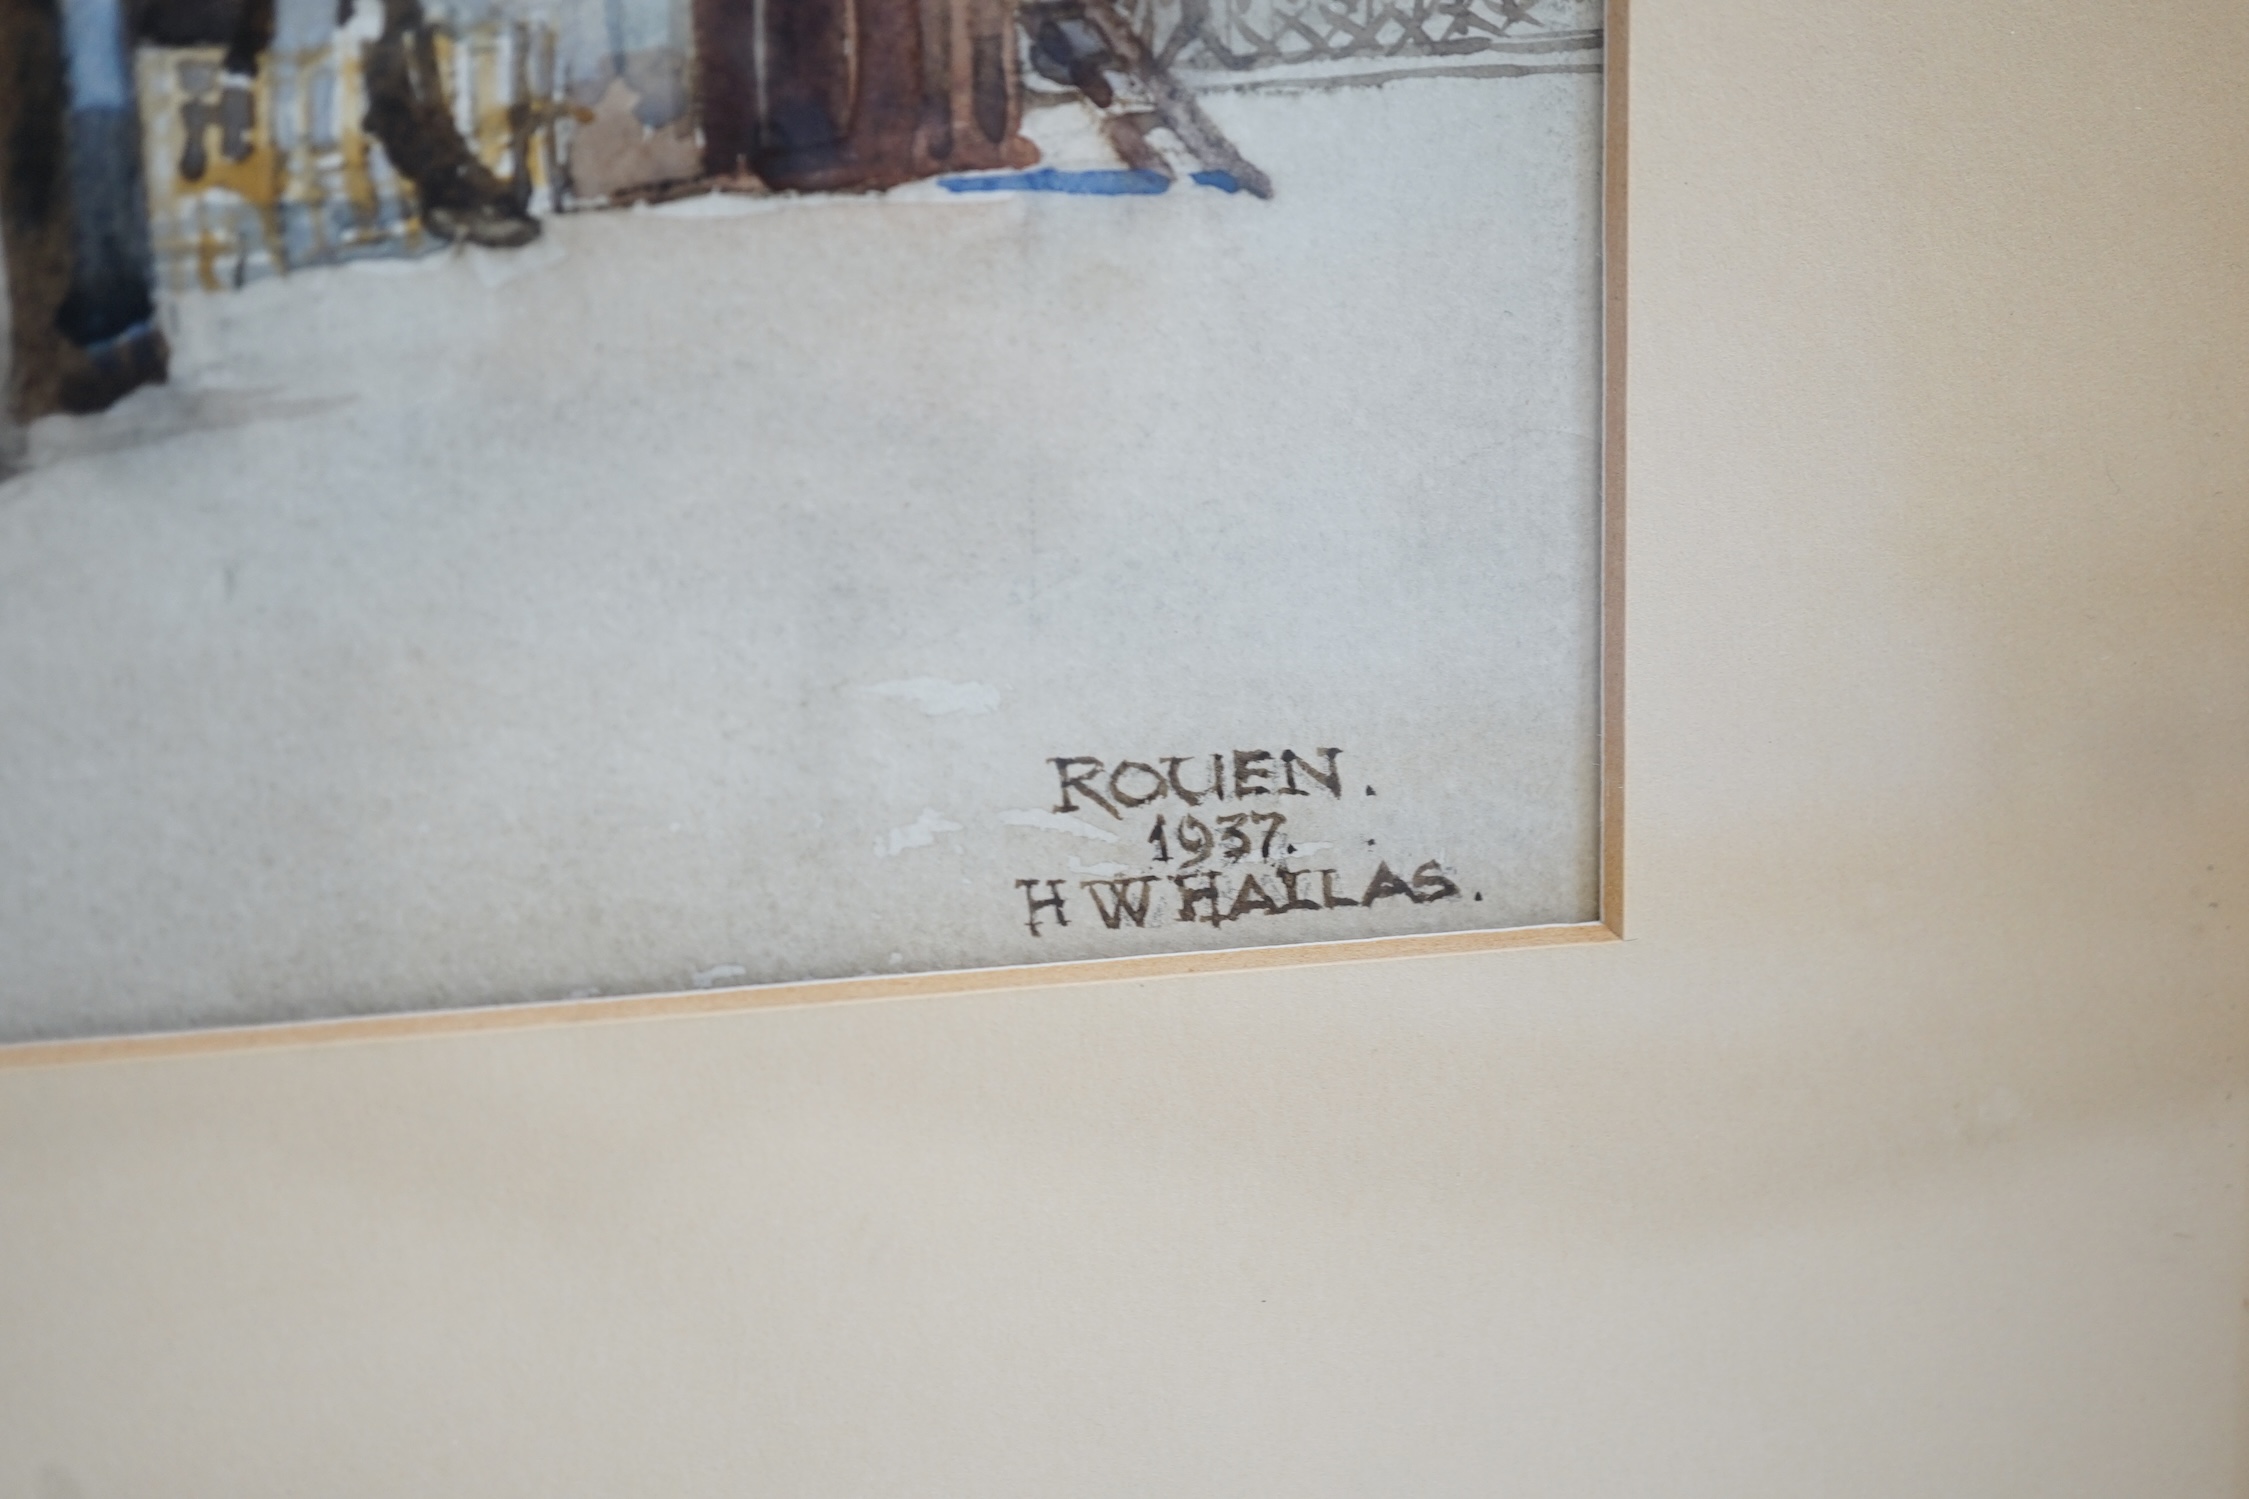 ROUEN.
1937.
H W HALLAS.